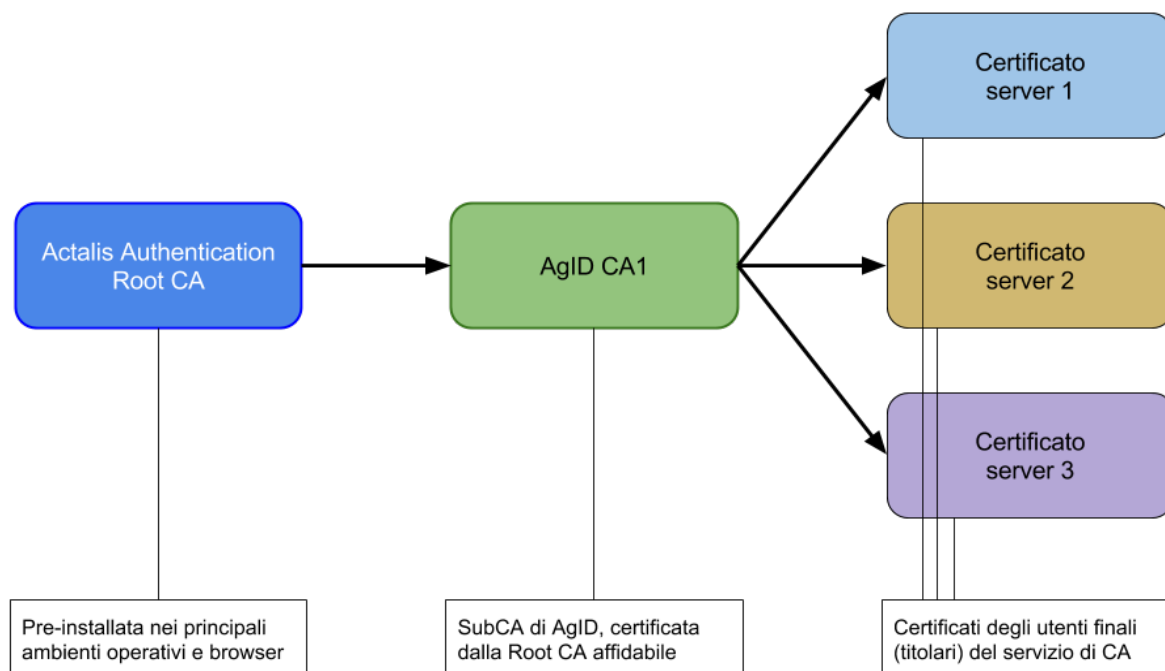 Certificato
server 1
Actalis Authentication
Root CA
AgID CA1
Certificato
server 2
Certificato
server 3
Pre-installata nei principali
ambienti operativi e browser
SubCA di AgID, certificata
dalla Root CA affidabile
Certificati degli utenti finali
(titolari) del servizio di CA